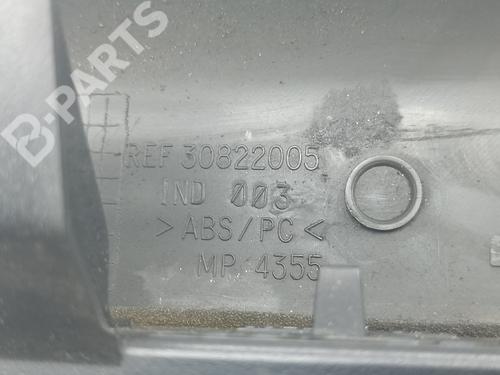 B-PARTS
REF 30822005
IND 003
>ABS/PC<
MP 4355